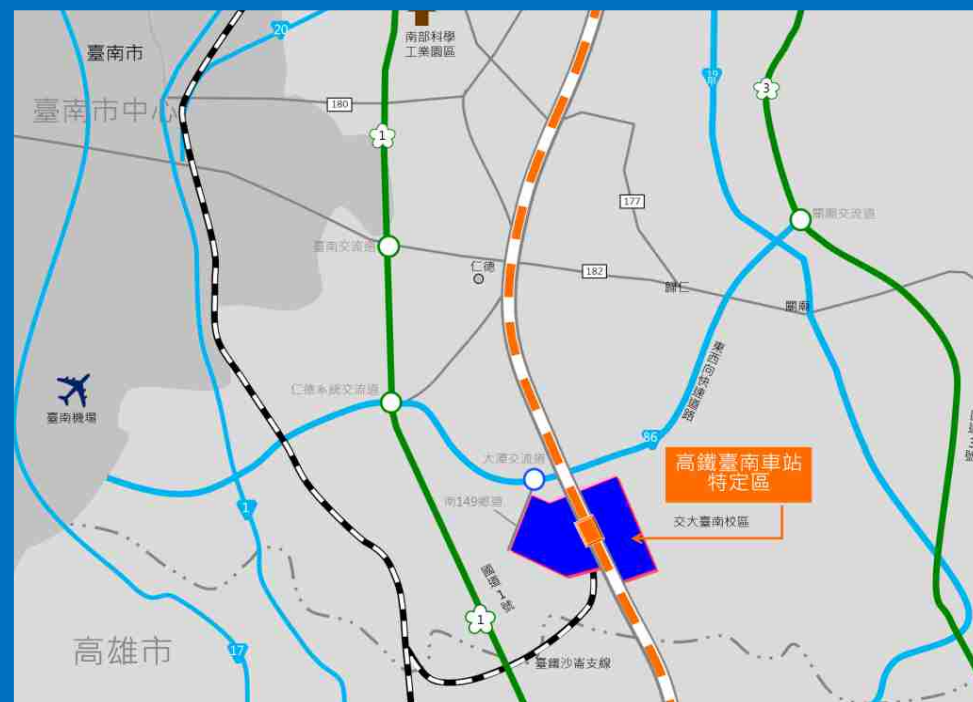 20
南部科學
工業園區
臺南市
臺南市中心
180
1
3
177
關廟交流道
臺南交流道
仁德
182
歸仁
關廟
東西向快速道路
臺南機場
仁德系統交流道
86
大潭交流道
高鐵臺南車站
特定區
南149鄉道
交大臺南校區
1
國道1號
1
17
高雄市
臺鐵沙崙支線